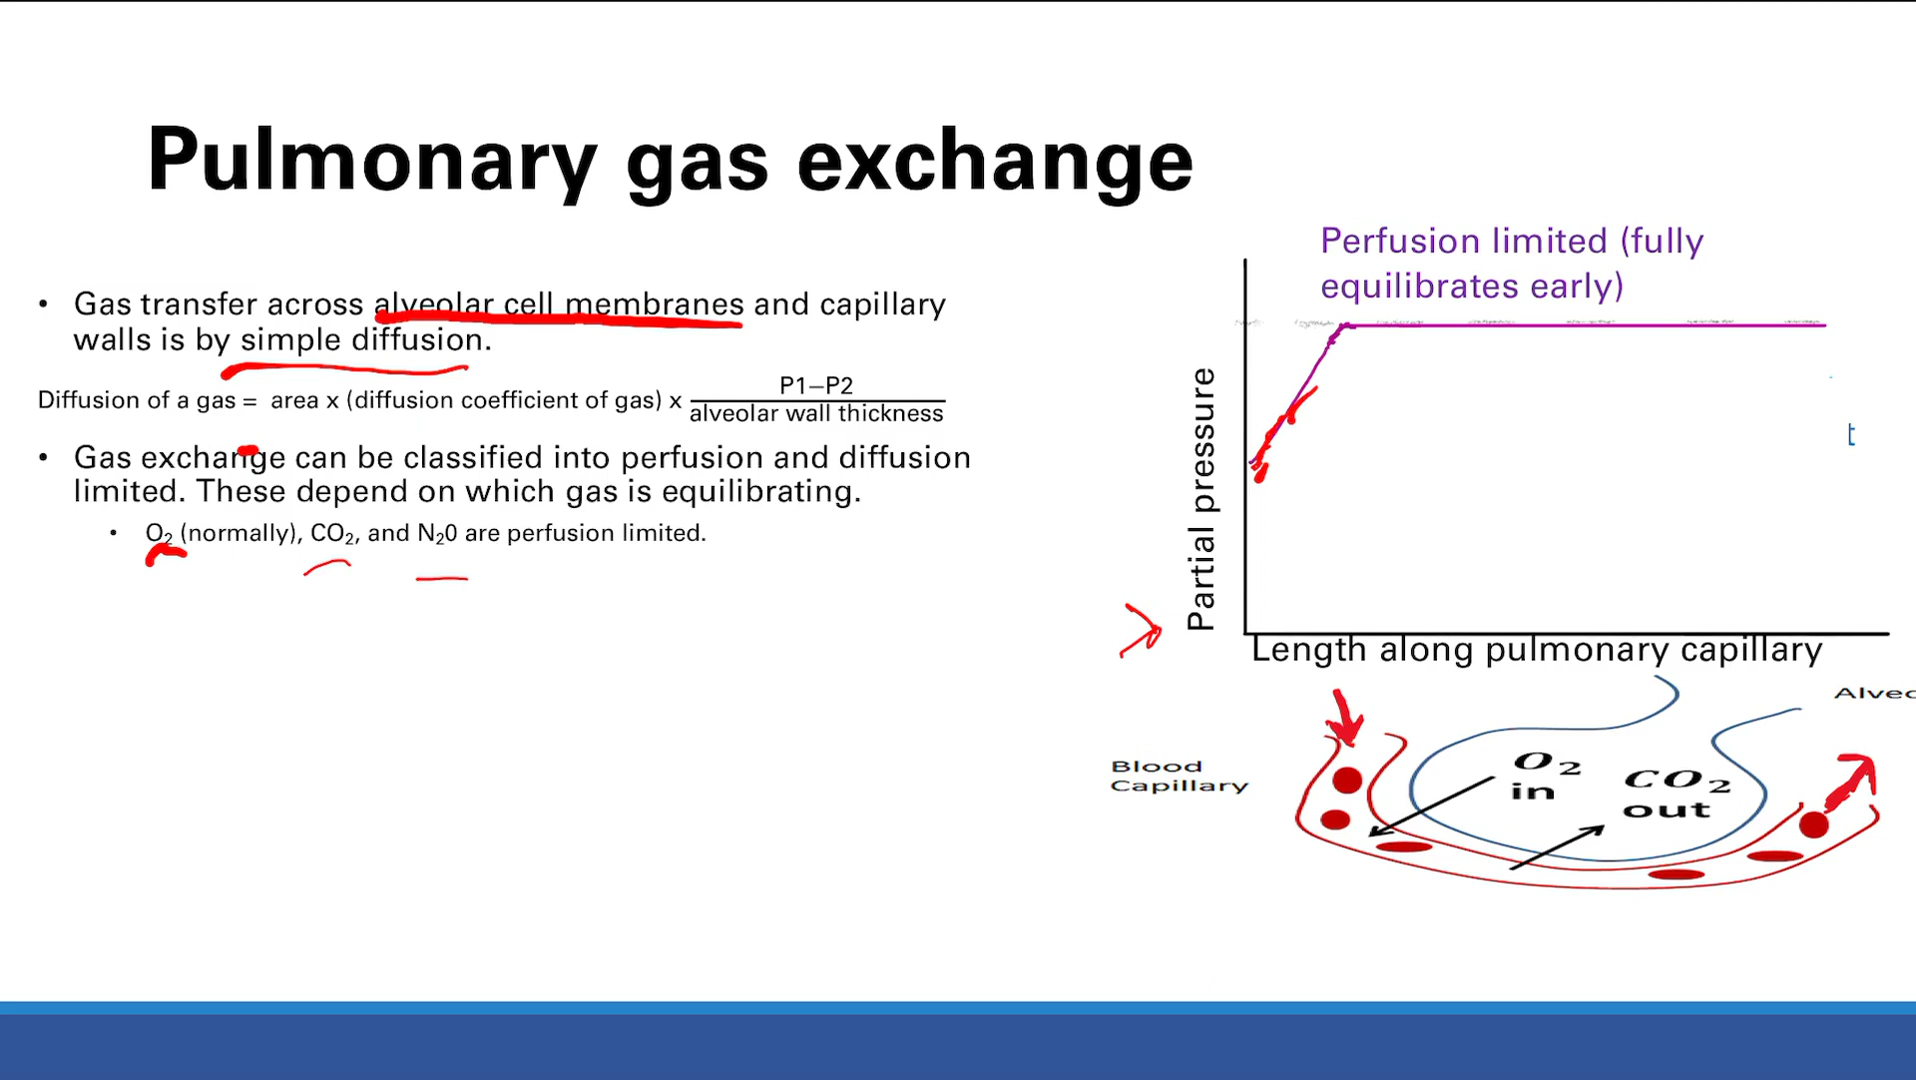 Pulmonary gas exchange
• Gas transfer across alveolar cell membranes and capillary
walls is by simple diffusion.
Diffusion of a gas = area x (diffusion coefficient of gas) x P1–P2
alveolar wall thickness
• Gas exchange can be classified into perfusion and diffusion
limited. These depend on which gas is equilibrating.
• O₂ (normally), CO₂, and N₂0 are perfusion limited.
Perfusion limited (fully
equilibrates early)
t
Partial pressure
Length along pulmonary capillary
Alveo
Blood
Capillary
O₂
in
CO₂
out